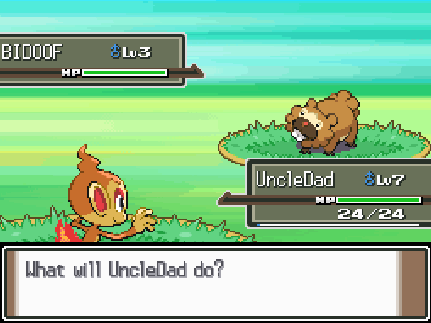 BIDOOF ♂Lv3
HP
UncleDad ♂Lv7
HP
24/24
What will UncleDad do?